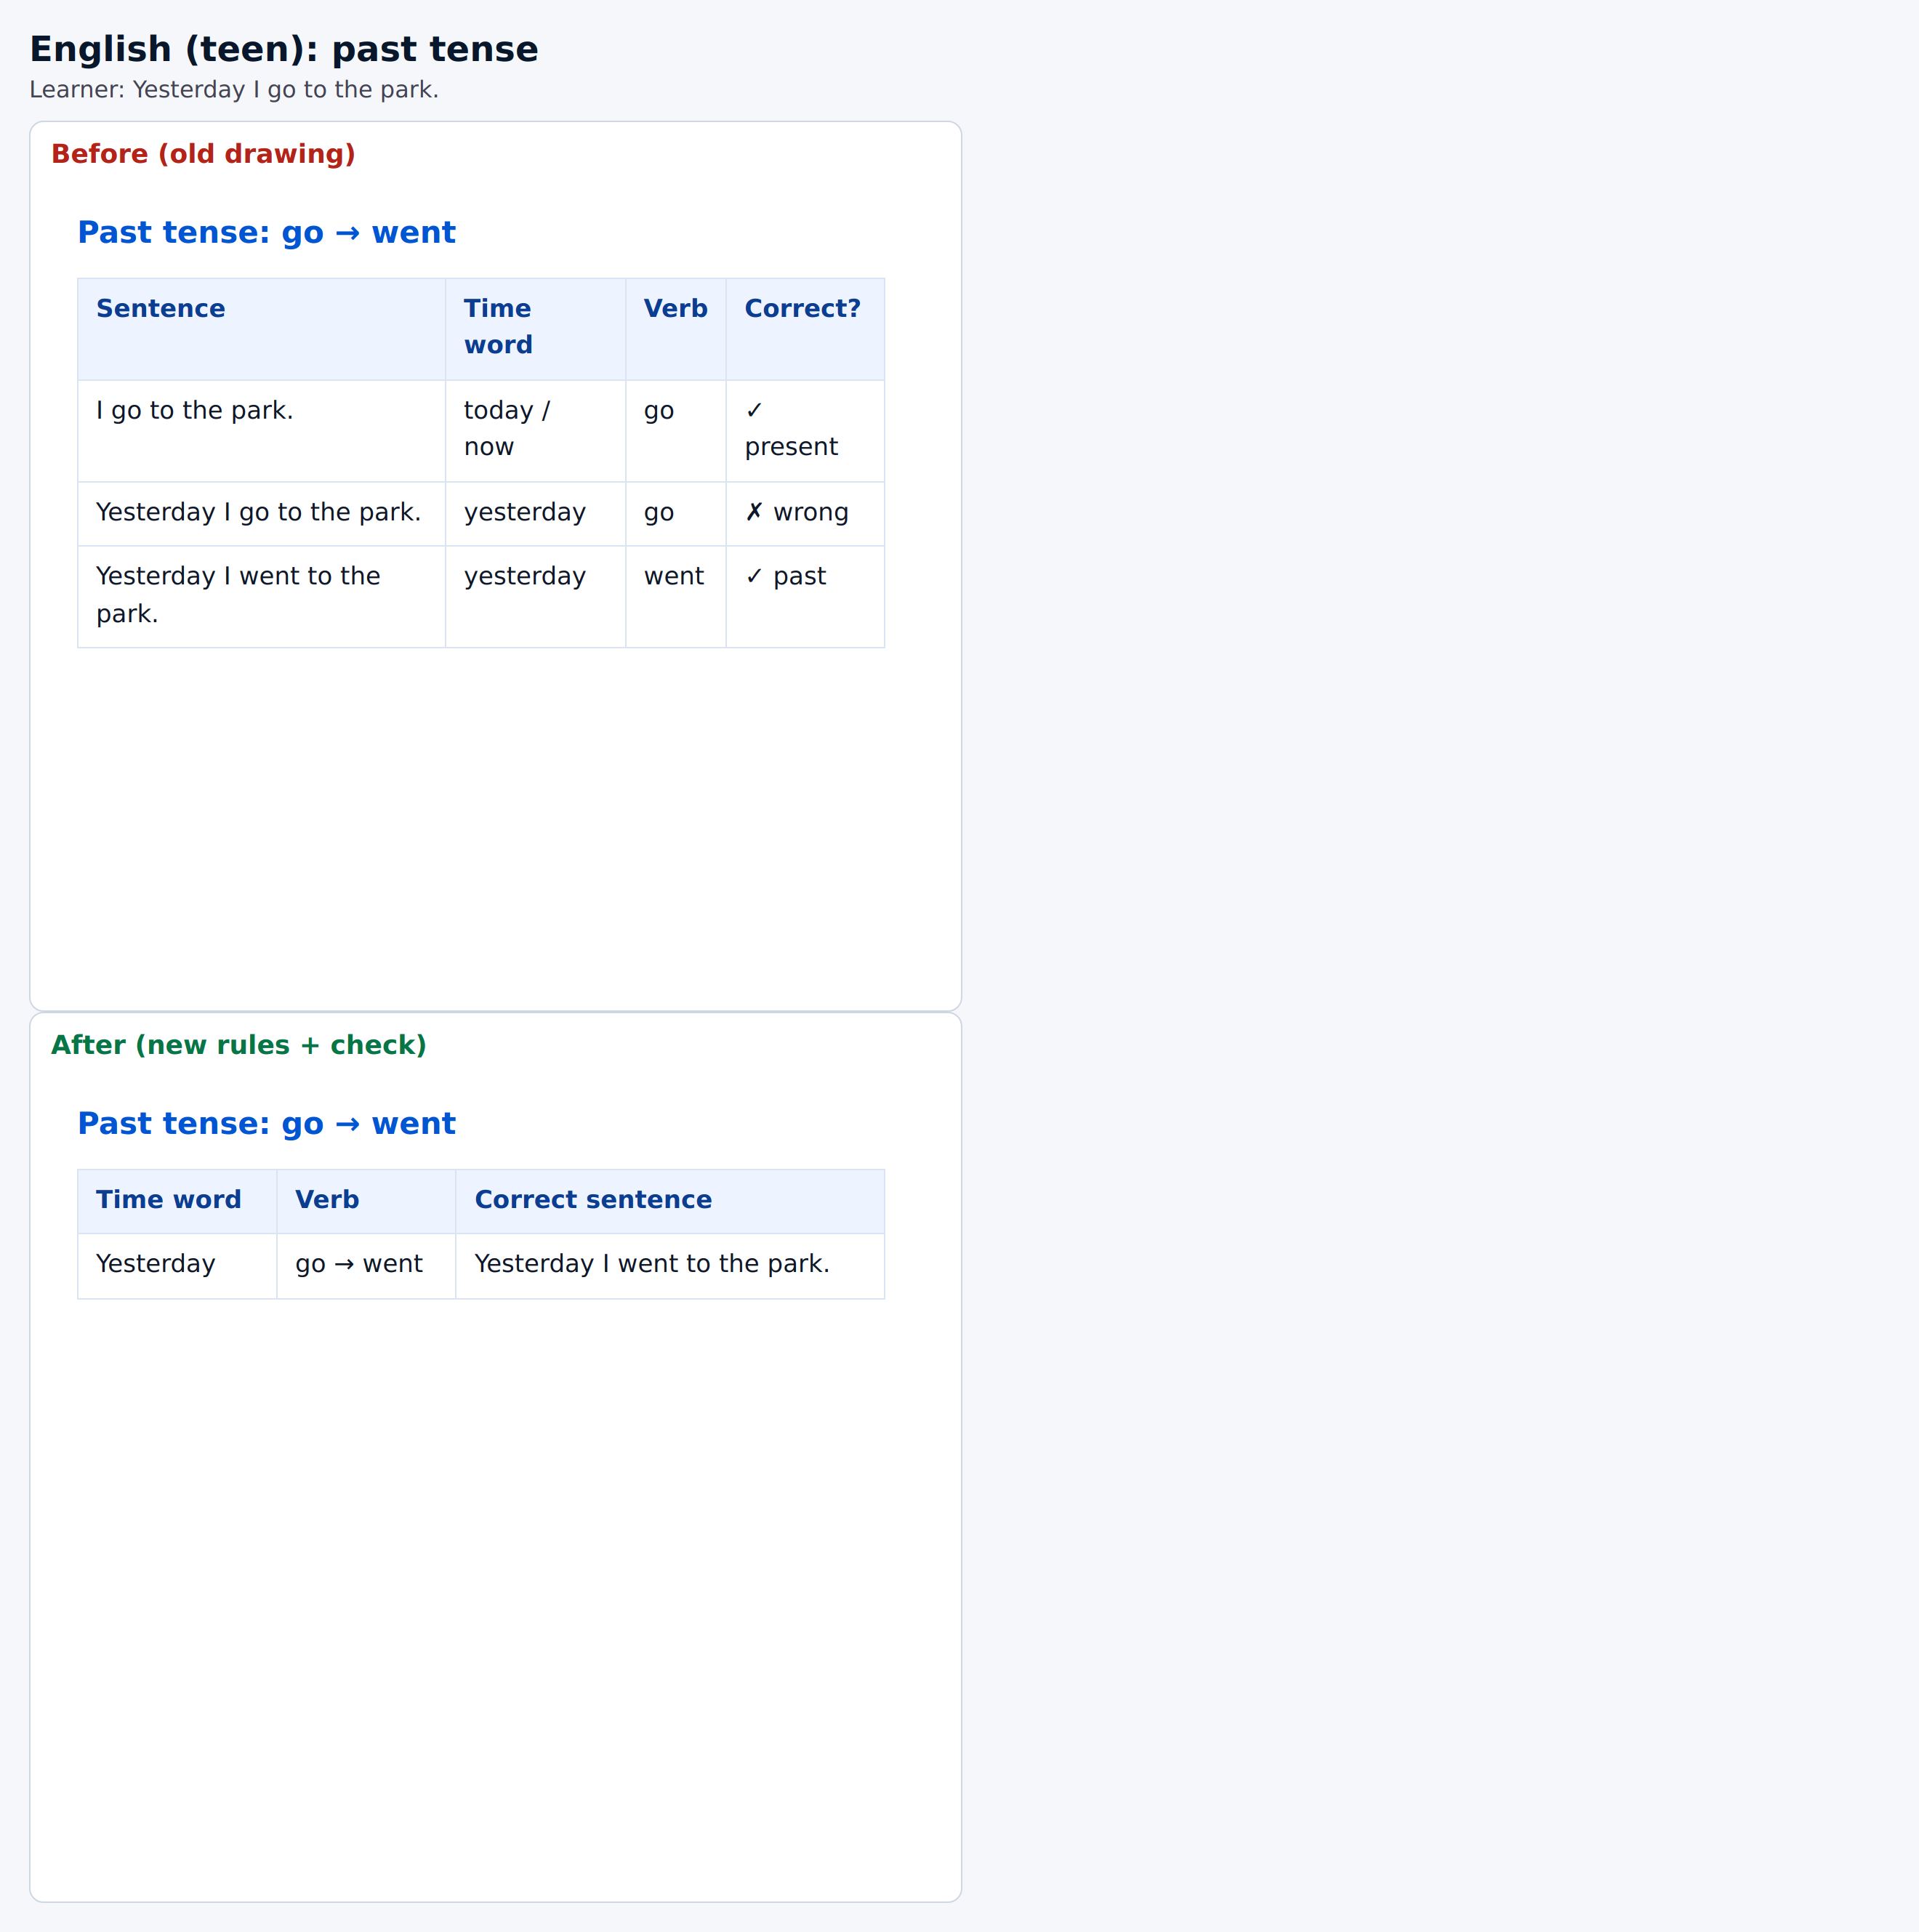 English (teen): past tense
Learner: Yesterday I go to the park.
Before (old drawing)
Past tense: go → went
Sentence
Time
word
Verb
Correct?
I go to the park.
today /
now
go
✓
present
Yesterday I go to the park.
yesterday
go
✗ wrong
Yesterday I went to the
park.
yesterday
went
✓ past
After (new rules + check)
Past tense: go → went
Time word
Verb
Correct sentence
Yesterday
go → went
Yesterday I went to the park.